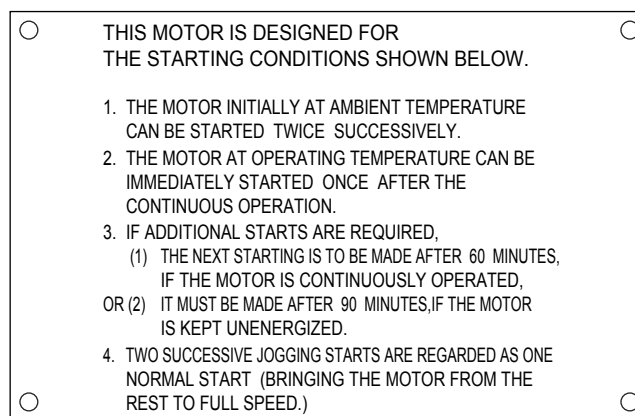 THIS MOTOR IS DESIGNED FOR
THE STARTING CONDITIONS SHOWN BELOW.
1. THE MOTOR INITIALLY AT AMBIENT TEMPERATURE
CAN BE STARTED TWICE SUCCESSIVELY.
2. THE MOTOR AT OPERATING TEMPERATURE CAN BE
IMMEDIATELY STARTED ONCE AFTER THE
CONTINUOUS OPERATION.
3. IF ADDITIONAL STARTS ARE REQUIRED,
(1) THE NEXT STARTING IS TO BE MADE AFTER 60 MINUTES,
IF THE MOTOR IS CONTINUOUSLY OPERATED,
OR (2) IT MUST BE MADE AFTER 90 MINUTES,IF THE MOTOR
IS KEPT UNENERGIZED.
4. TWO SUCCESSIVE JOGGING STARTS ARE REGARDED AS ONE
NORMAL START (BRINGING THE MOTOR FROM THE
REST TO FULL SPEED.)